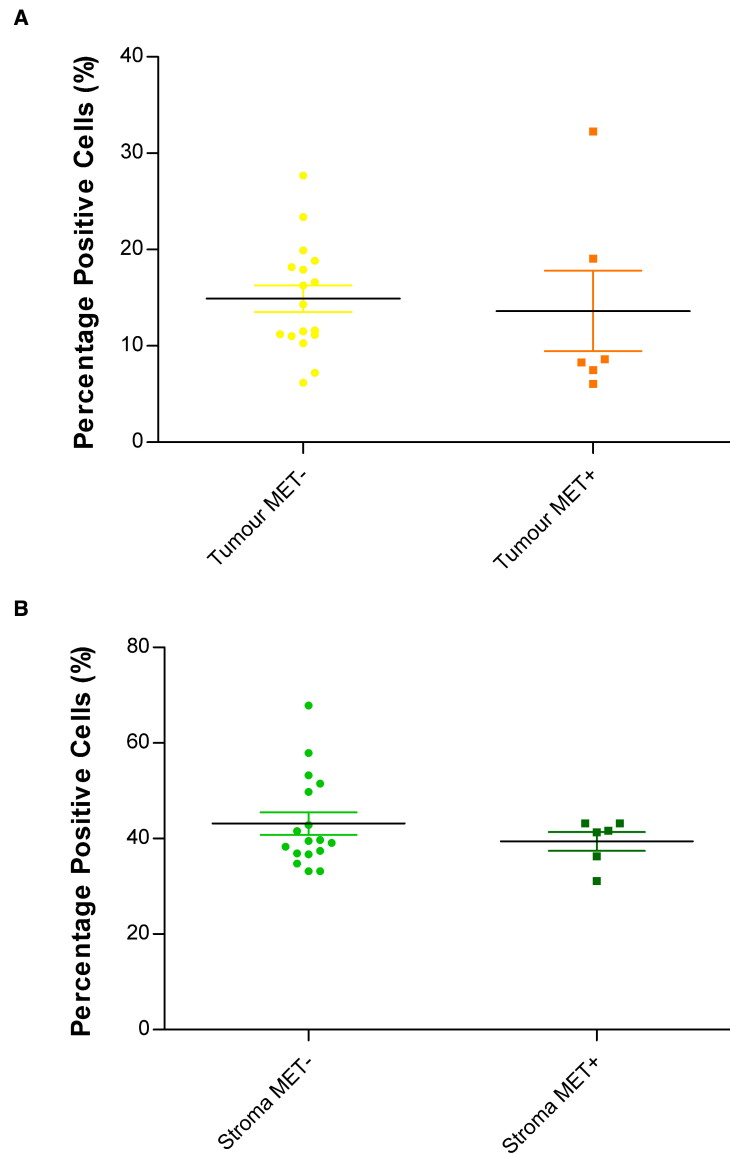 A
Percentage Positive Cells (%)
40
30
20
10
0
Tumour MET-
Tumour MET+
B
Percentage Positive Cells (%)
80
60
40
20
0
Stroma MET-
Stroma MET+